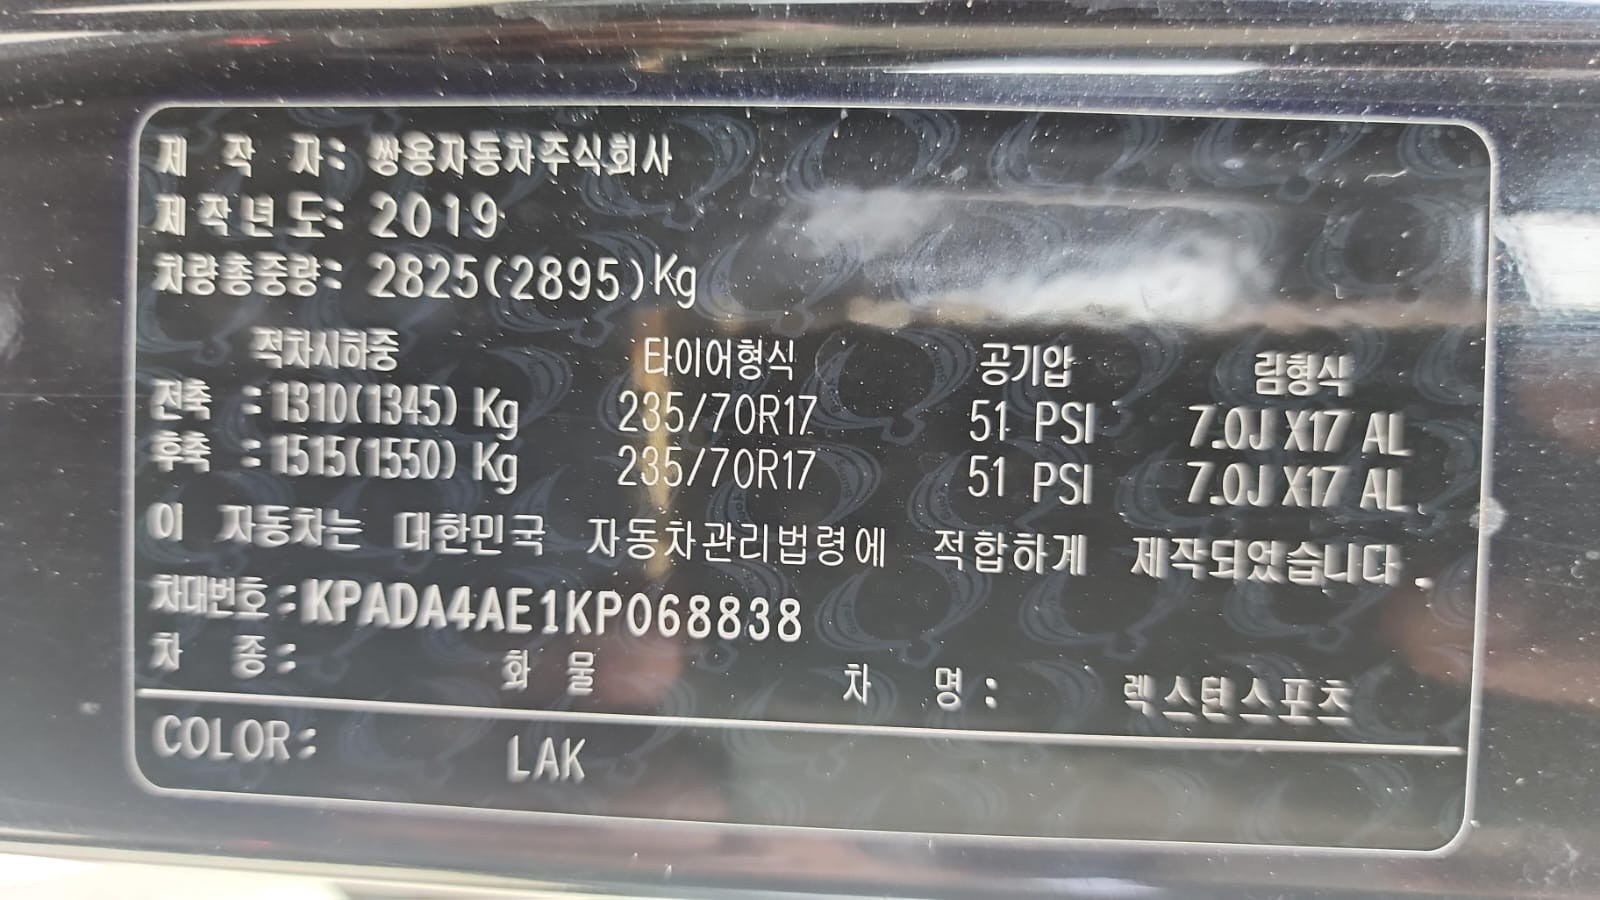 제 작 자: 쌍용자동차주식회사
제작년도: 2019
차량총중량: 2825(2895)Kg
적차시하중 타이어형식 공기압 림형식
전축 : 1310(1345) Kg 235/70R17 51 PSI 7.0J X17 AL
후축 : 1515(1550) Kg 235/70R17 51 PSI 7.0J X17 AL
이 자동차는 대한민국 자동차관리법령에 적합하게 제작되었습니다.
차대번호:KPADA4AE1KP068838
차 종: 화 물 차 명: 렉스턴스포츠
COLOR: LAK